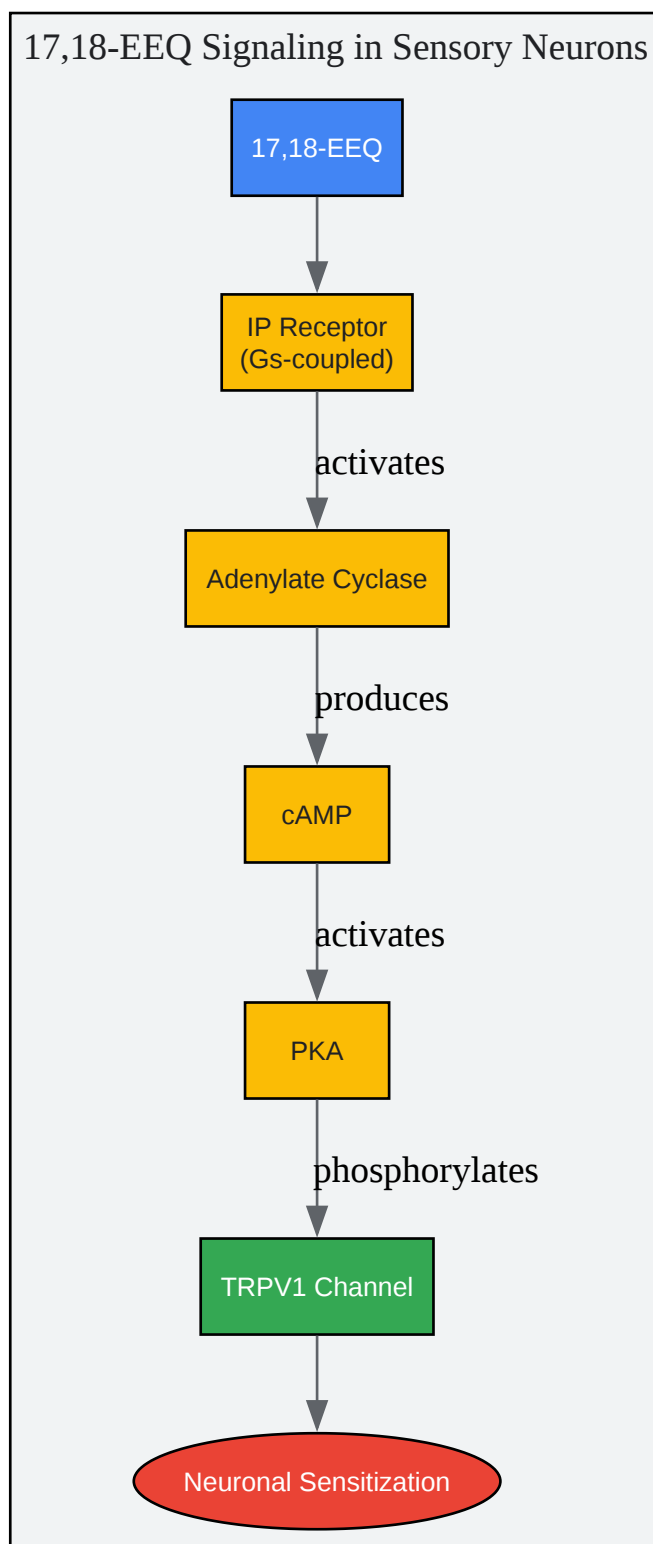 17,18-EEQ Signaling in Sensory Neurons
17,18-EEQ
IP Receptor
(Gs-coupled)
activates
Adenylate Cyclase
produces
cAMP
activates
PKA
phosphorylates
TRPV1 Channel
Neuronal Sensitization